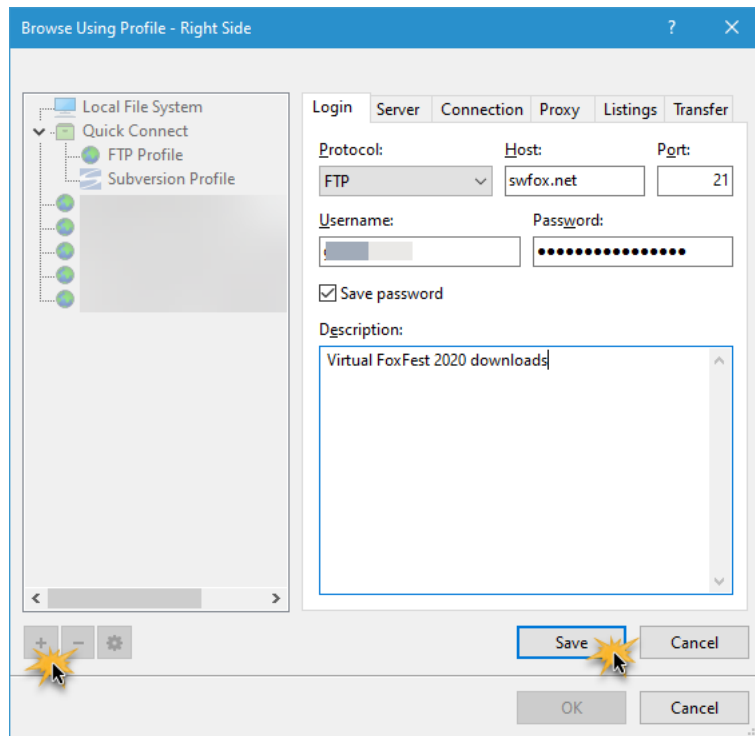 Browse Using Profile - Right Side
Local File System
Quick Connect
FTP Profile
Subversion Profile
Login Server Connection Proxy Listings Transfer
Protocol: Host: Port:
FTP swfox.net 21
Username: Password:
Save password
Description:
Virtual FoxFest 2020 downloads
Save Cancel
OK Cancel